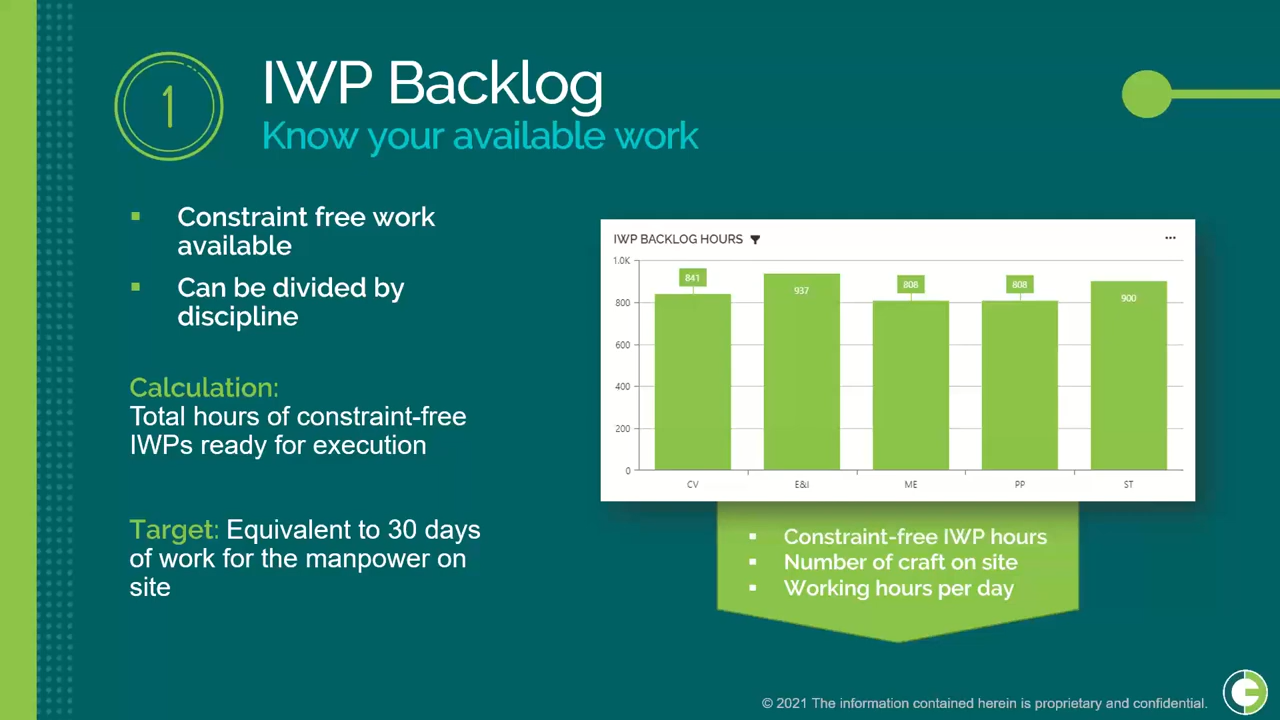 1
IWP Backlog
Know your available work
▪ Constraint free work
available
▪ Can be divided by
discipline
Calculation:
Total hours of constraint-free
IWPs ready for execution
Target: Equivalent to 30 days
of work for the manpower on
site
IWP BACKLOG HOURS
...
1.0K
800
600
400
200
0
841
937
808
808
900
CV
E&I
ME
PP
ST
▪ Constraint-free IWP hours
▪ Number of craft on site
▪ Working hours per day
© 2021 The information contained herein is proprietary and confidential.